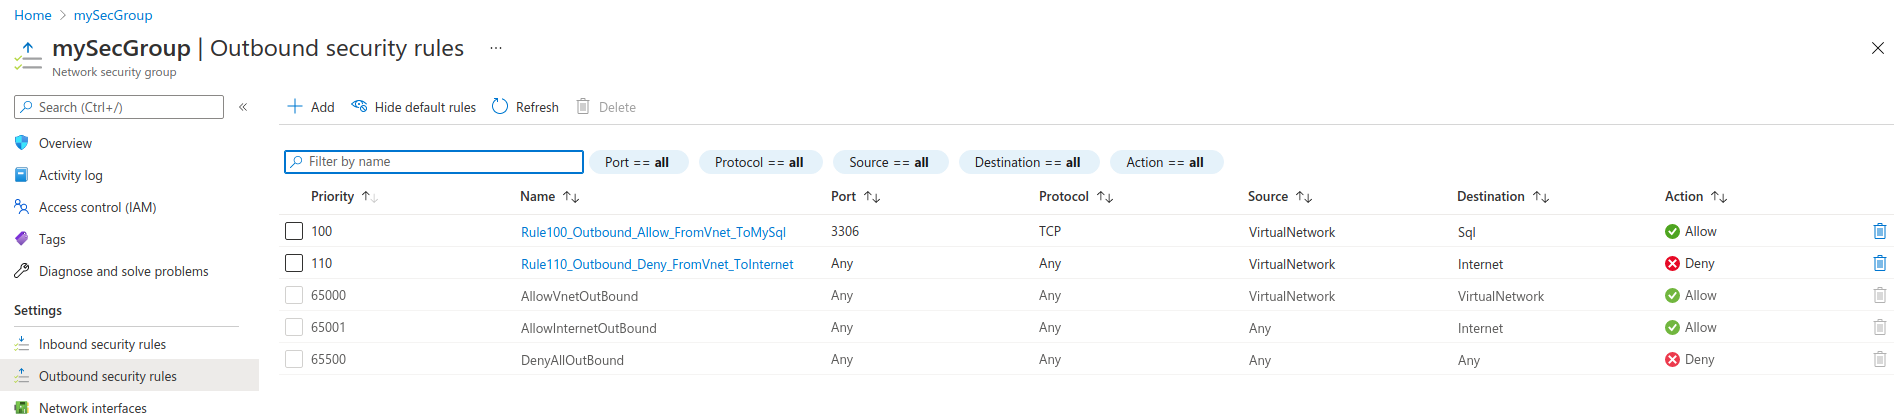 Home > mySecGroup
mySecGroup | Outbound security rules ...
Network security group
Search (Ctrl+/) «
Overview
Activity log
Access control (IAM)
Tags
Diagnose and solve problems
Settings
Inbound security rules
Outbound security rules
Network interfaces
Add Hide default rules Refresh Delete
Filter by name Port == all Protocol == all Source == all Destination == all Action == all
Priority ↑↓ Name ↑↓ Port ↑↓ Protocol ↑↓ Source ↑↓ Destination ↑↓ Action ↑↓
100 Rule100_Outbound_Allow_FromVnet_ToMySql 3306 TCP VirtualNetwork Sql Allow
110 Rule110_Outbound_Deny_FromVnet_ToInternet Any Any VirtualNetwork Internet Deny
65000 AllowVnetOutBound Any Any VirtualNetwork VirtualNetwork Allow
65001 AllowInternetOutBound Any Any Any Internet Allow
65500 DenyAllOutBound Any Any Any Any Deny